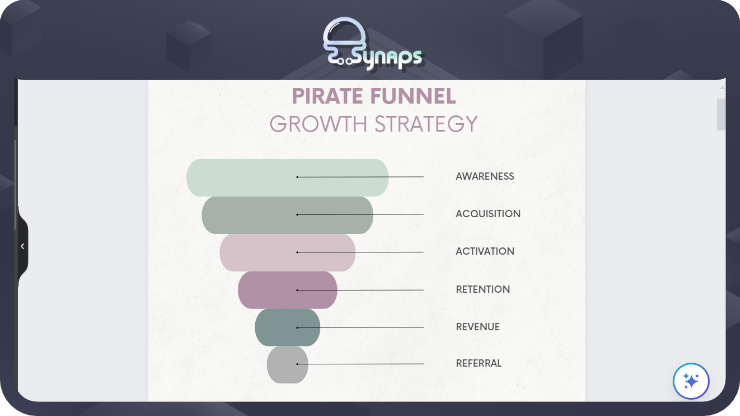 Synaps
PIRATE FUNNEL
GROWTH STRATEGY
AWARENESS
ACQUISITION
ACTIVATION
RETENTION
REVENUE
REFERRAL